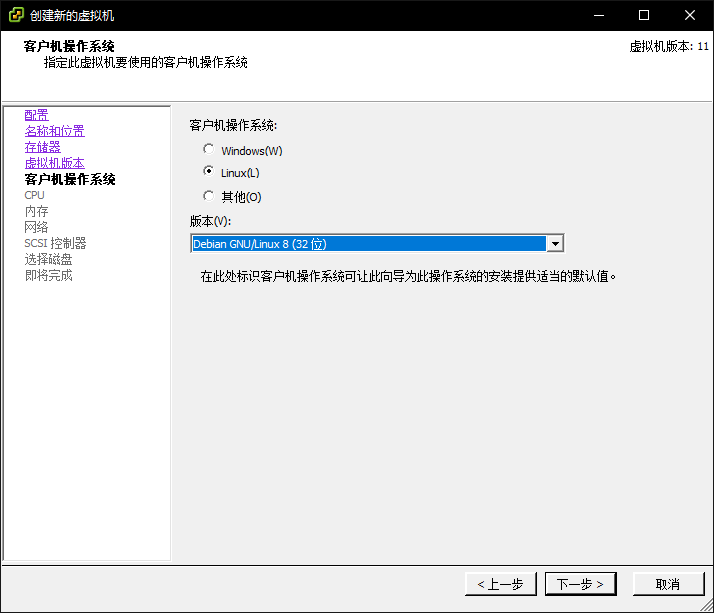 创建新的虚拟机
客户机操作系统
指定此虚拟机要使用的客户机操作系统
虚拟机版本: 11
配置
名称和位置
存储器
虚拟机版本
客户机操作系统
CPU
内存
网络
SCSI 控制器
选择磁盘
即将完成
客户机操作系统:
Windows(W)
Linux(L)
其他(O)
版本(V):
Debian GNU/Linux 8 (32 位)
在此处标识客户机操作系统可让此向导为此操作系统的安装提供适当的默认值。
< 上一步
下一步 >
取消